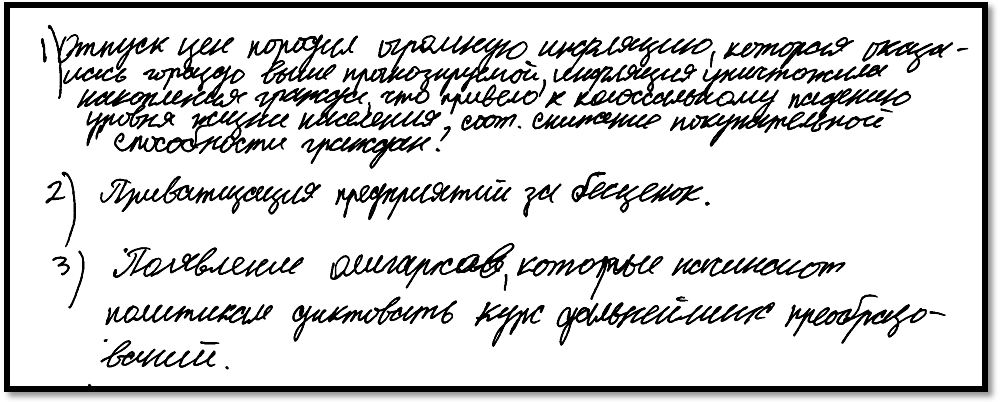 1) Отпуск цен породил огромную инфляцию, которая оказа-
лась гораздо выше прогнозируемой, инфляция уничтожила
накопления граждан, что привело к колоссальному падению
уровня жизни населения, соот. снижение покупательной
способности граждан!
2) Приватизация предприятий за бесценок.
3) Появление олигархов, которые начинают
политикам диктовать курс дальнейших преобразо-
ваний.